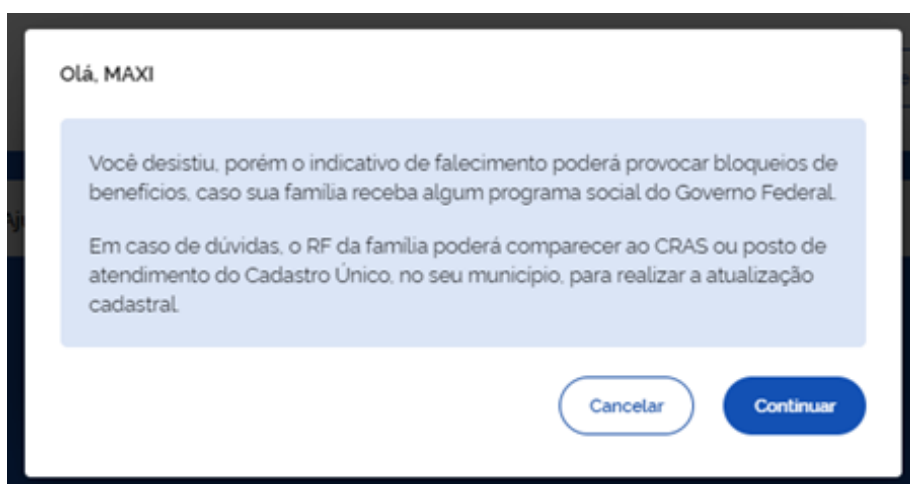 Olá, MAXI
Você desistiu, porém o indicativo de falecimento poderá provocar bloqueios de
benefícios, caso sua família receba algum programa social do Governo Federal.
Em caso de dúvidas, o RF da família poderá comparecer ao CRAS ou posto de
atendimento do Cadastro Único, no seu município, para realizar a atualização
cadastral.
Cancelar
Continuar